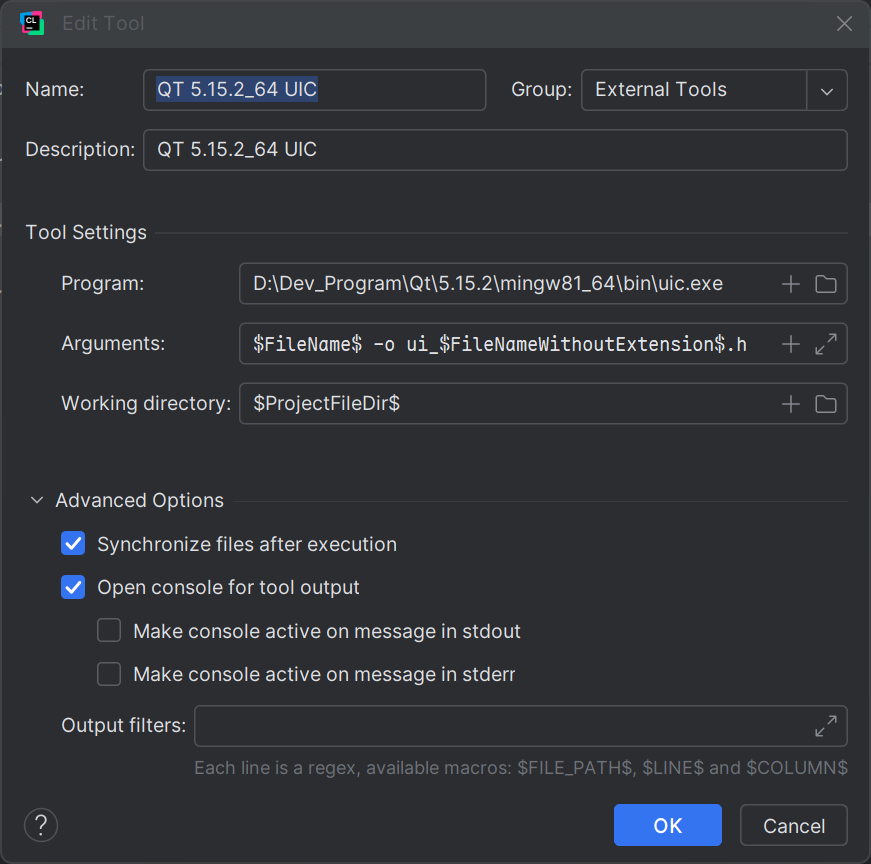 CL
Edit Tool
Name: QT 5.15.2_64 UIC Group: External Tools
Description: QT 5.15.2_64 UIC
Tool Settings
Program: D:\Dev_Program\Qt\5.15.2\mingw81_64\bin\uic.exe
Arguments: $FileName$ -o ui_$FileNameWithoutExtension$.h
Working directory: $ProjectFileDir$
Advanced Options
Synchronize files after execution
Open console for tool output
Make console active on message in stdout
Make console active on message in stderr
Output filters:
Each line is a regex, available macros: $FILE_PATH$, $LINE$ and $COLUMN$
? OK Cancel